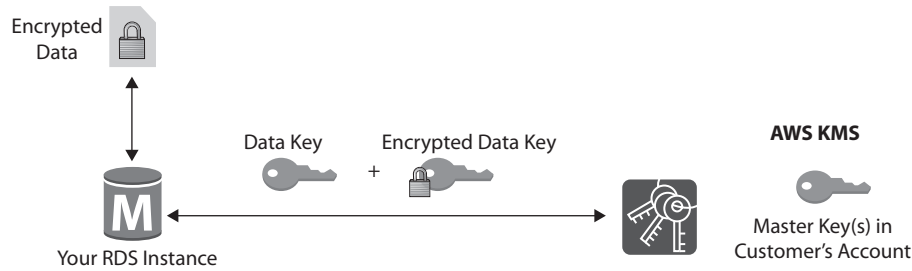 Encrypted
Data
Data Key
+
Encrypted Data Key
AWS KMS
M
Your RDS Instance
Master Key(s) in
Customer's Account